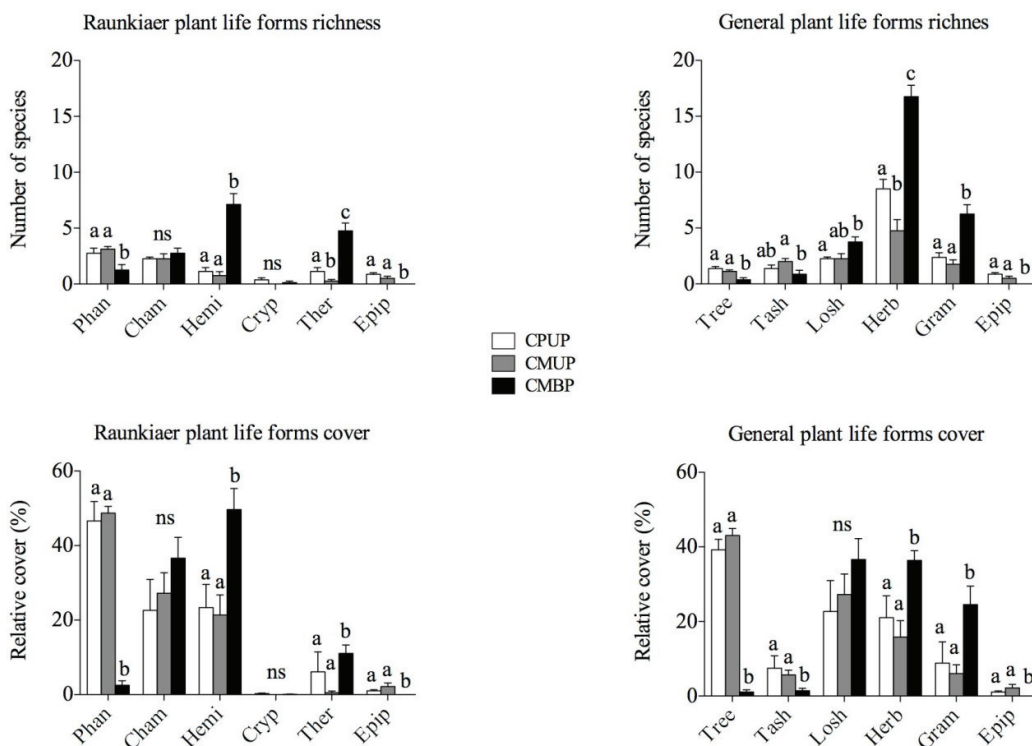 Raunkiaer plant life forms richness
Number of species
20
15
10
5
0
a a b
ns
a a b
ns
a b c
a a b
Phan Cham Hemi Cryp Ther Epip
General plant life forms richnes
Number of species
20
15
10
5
0
a a b
ab a b
a ab b
a b c
a a b
a a b
Tree Tash Losh Herb Gram Epip
CPUP
CMUP
CMBP
Raunkiaer plant life forms cover
Relative cover (%)
60
40
20
0
a a b
ns
a a b
ns
a a b
a a b
Phan Cham Hemi Cryp Ther Epip
General plant life forms cover
Relative cover (%)
60
40
20
0
a a b
a a b
ns
a a b
a a b
a a b
Tree Tash Losh Herb Gram Epip